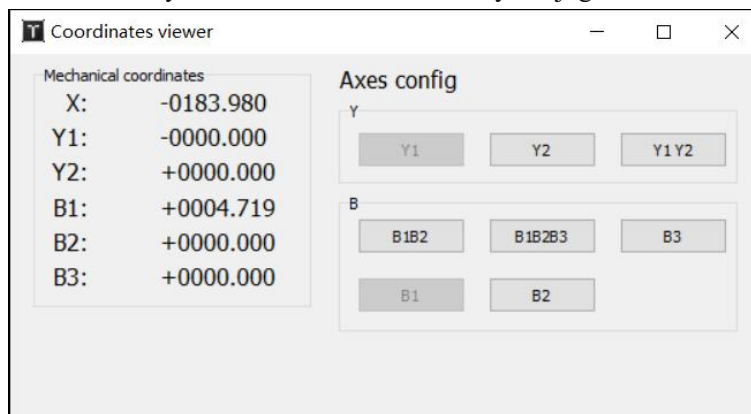 Coordinates viewer
Mechanical coordinates
X: -0183.980
Y1: -0000.000
Y2: +0000.000
B1: +0004.719
B2: +0000.000
B3: +0000.000
Axes config
Y
Y1 Y2 Y1 Y2
B
B1B2 B1B2B3 B3
B1 B2